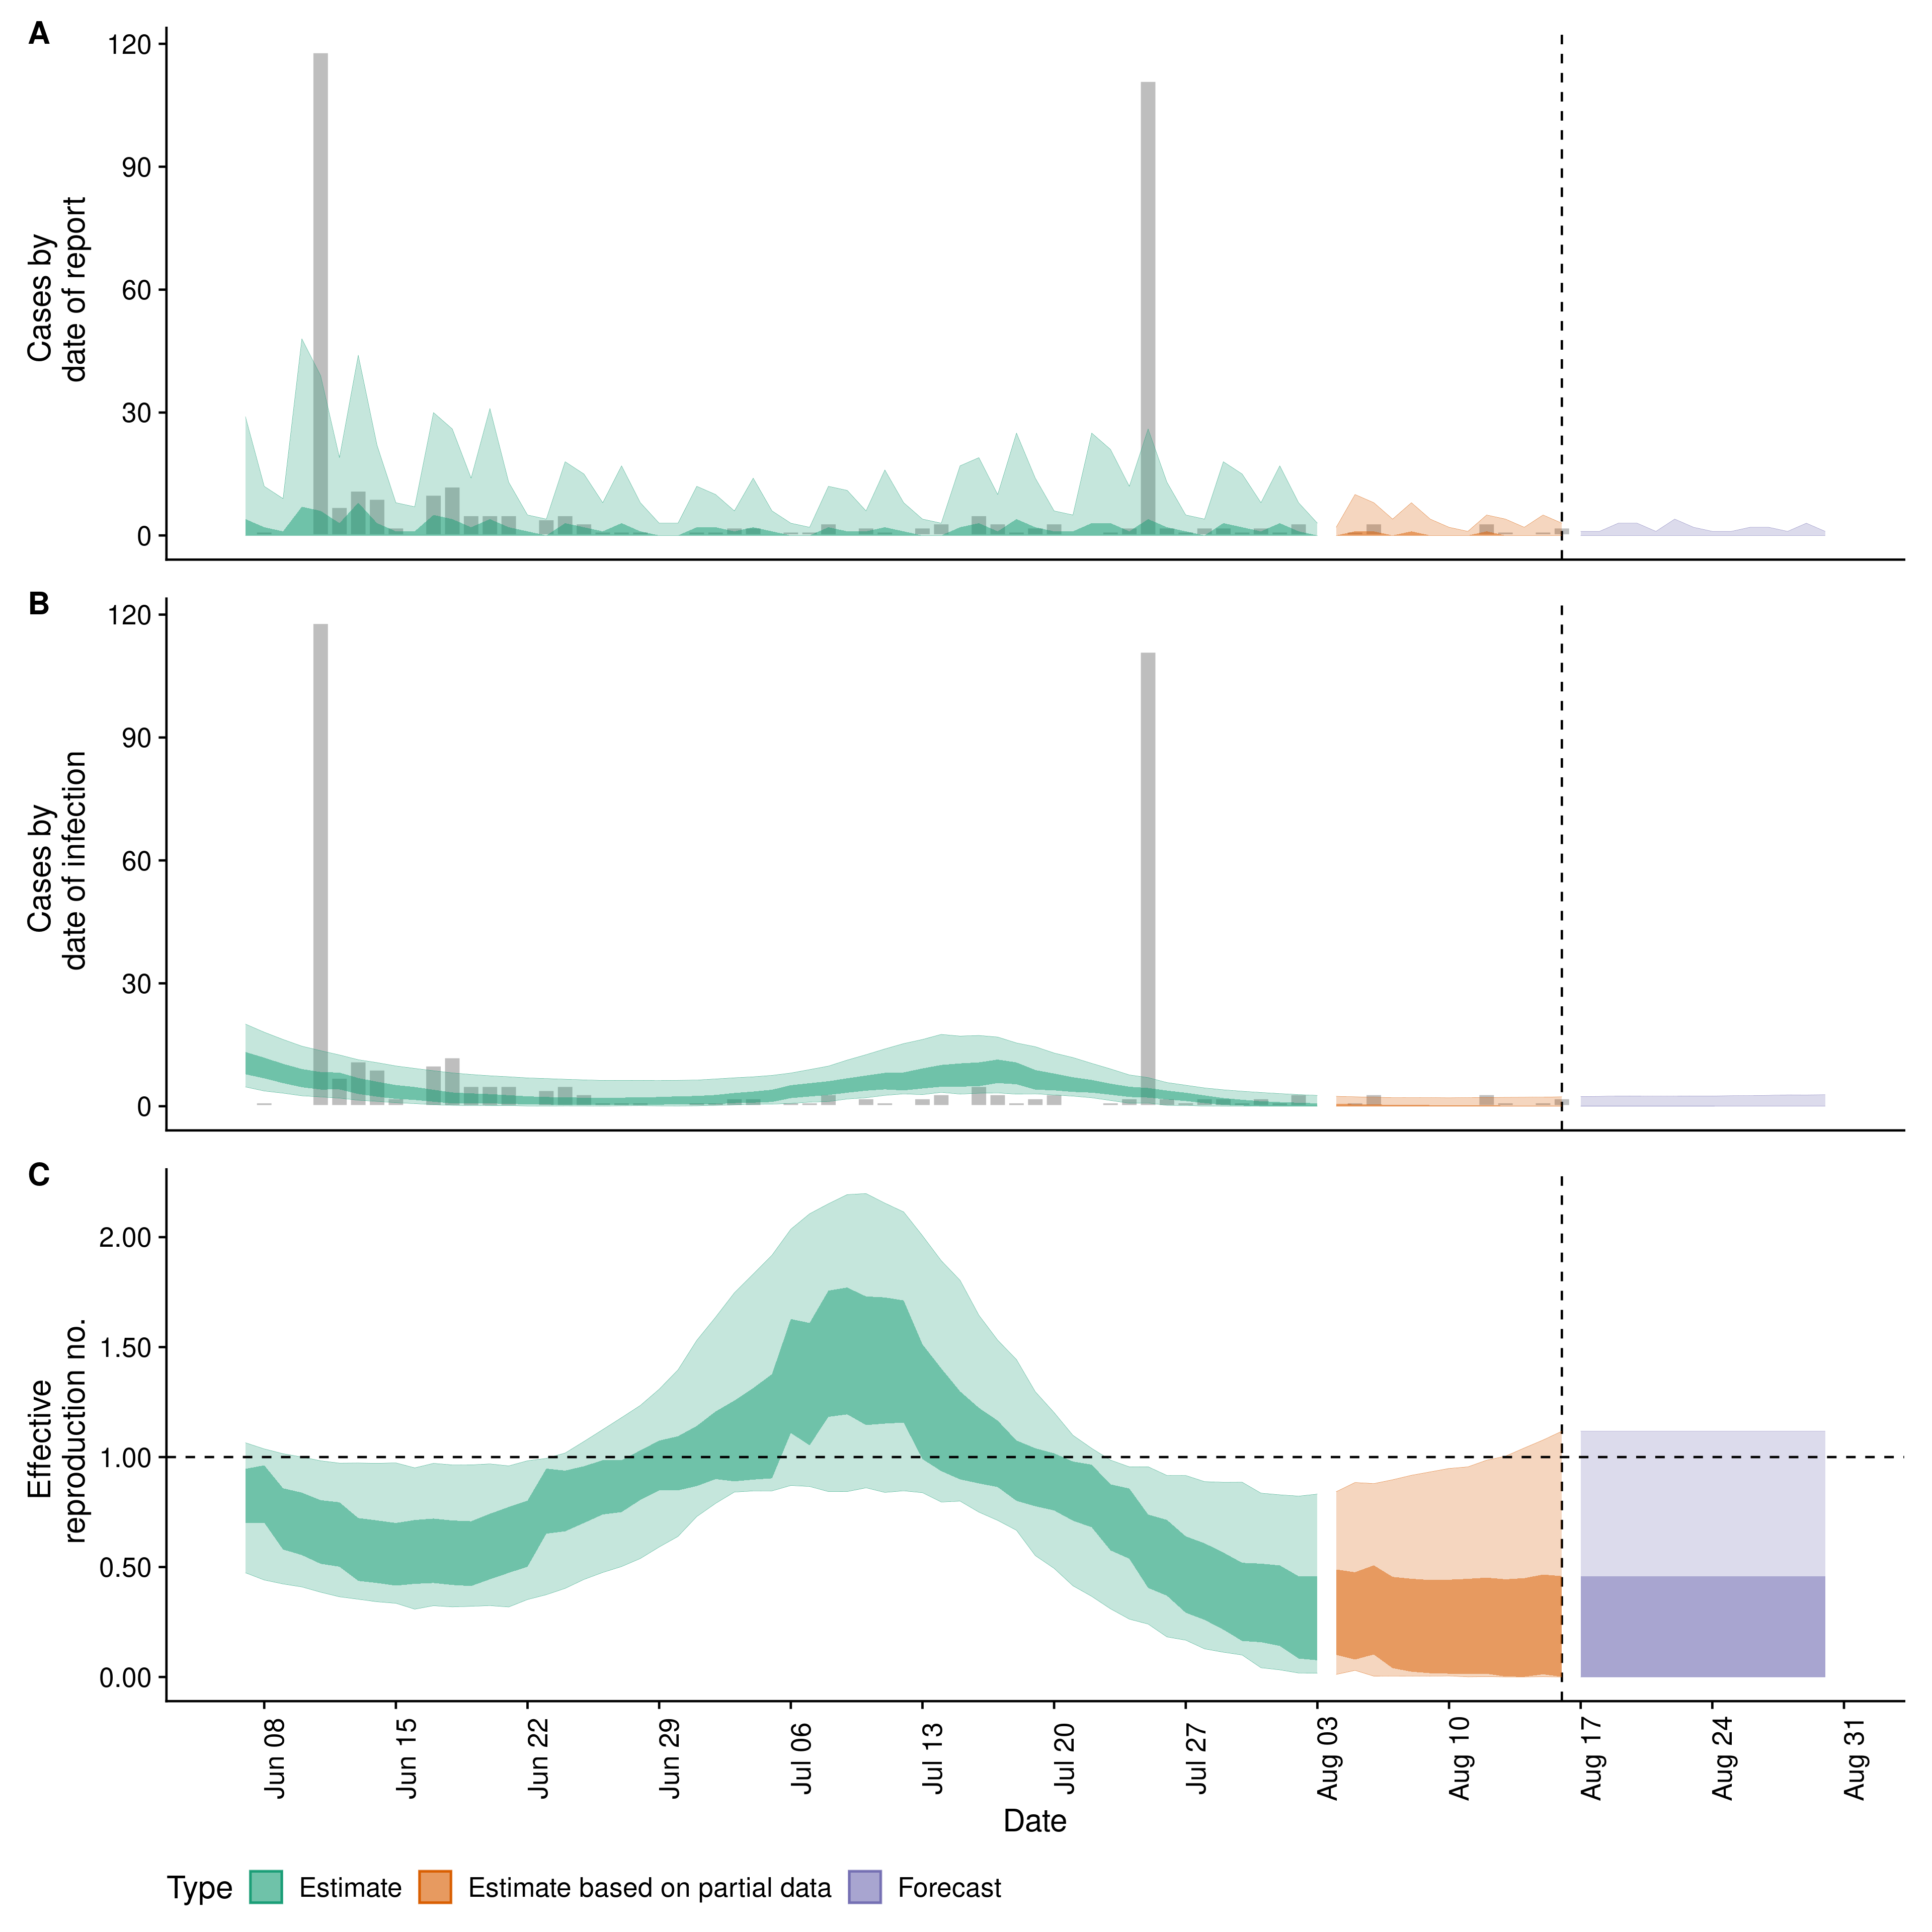 A
Cases by
date of report
120
90
60
30
0
B
Cases by
date of infection
120
90
60
30
0
C
Effective
reproduction no.
2.00
1.50
1.00
0.50
0.00
Jun 08
Jun 15
Jun 22
Jun 29
Jul 06
Jul 13
Jul 20
Jul 27
Aug 03
Aug 10
Aug 17
Aug 24
Aug 31
Date
Type Estimate Estimate based on partial data Forecast